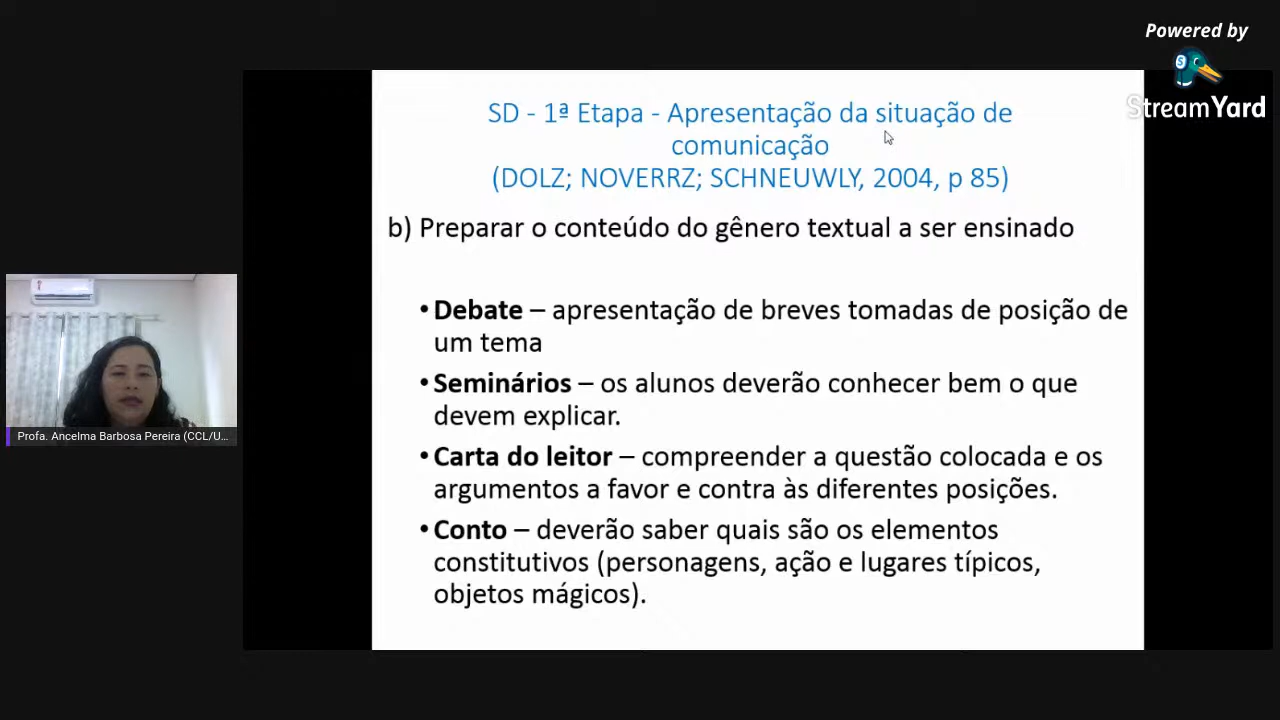 Powered by
StreamYard
SD - 1ª Etapa - Apresentação da situação de
comunicação
(DOLZ; NOVERRZ; SCHNEUWLY, 2004, p 85)
b) Preparar o conteúdo do gênero textual a ser ensinado
•Debate – apresentação de breves tomadas de posição de
um tema
•Seminários – os alunos deverão conhecer bem o que
devem explicar.
•Carta do leitor – compreender a questão colocada e os
argumentos a favor e contra às diferentes posições.
•Conto – deverão saber quais são os elementos
constitutivos (personagens, ação e lugares típicos,
objetos mágicos).
Profa. Ancelma Barbosa Pereira (CCL/U...